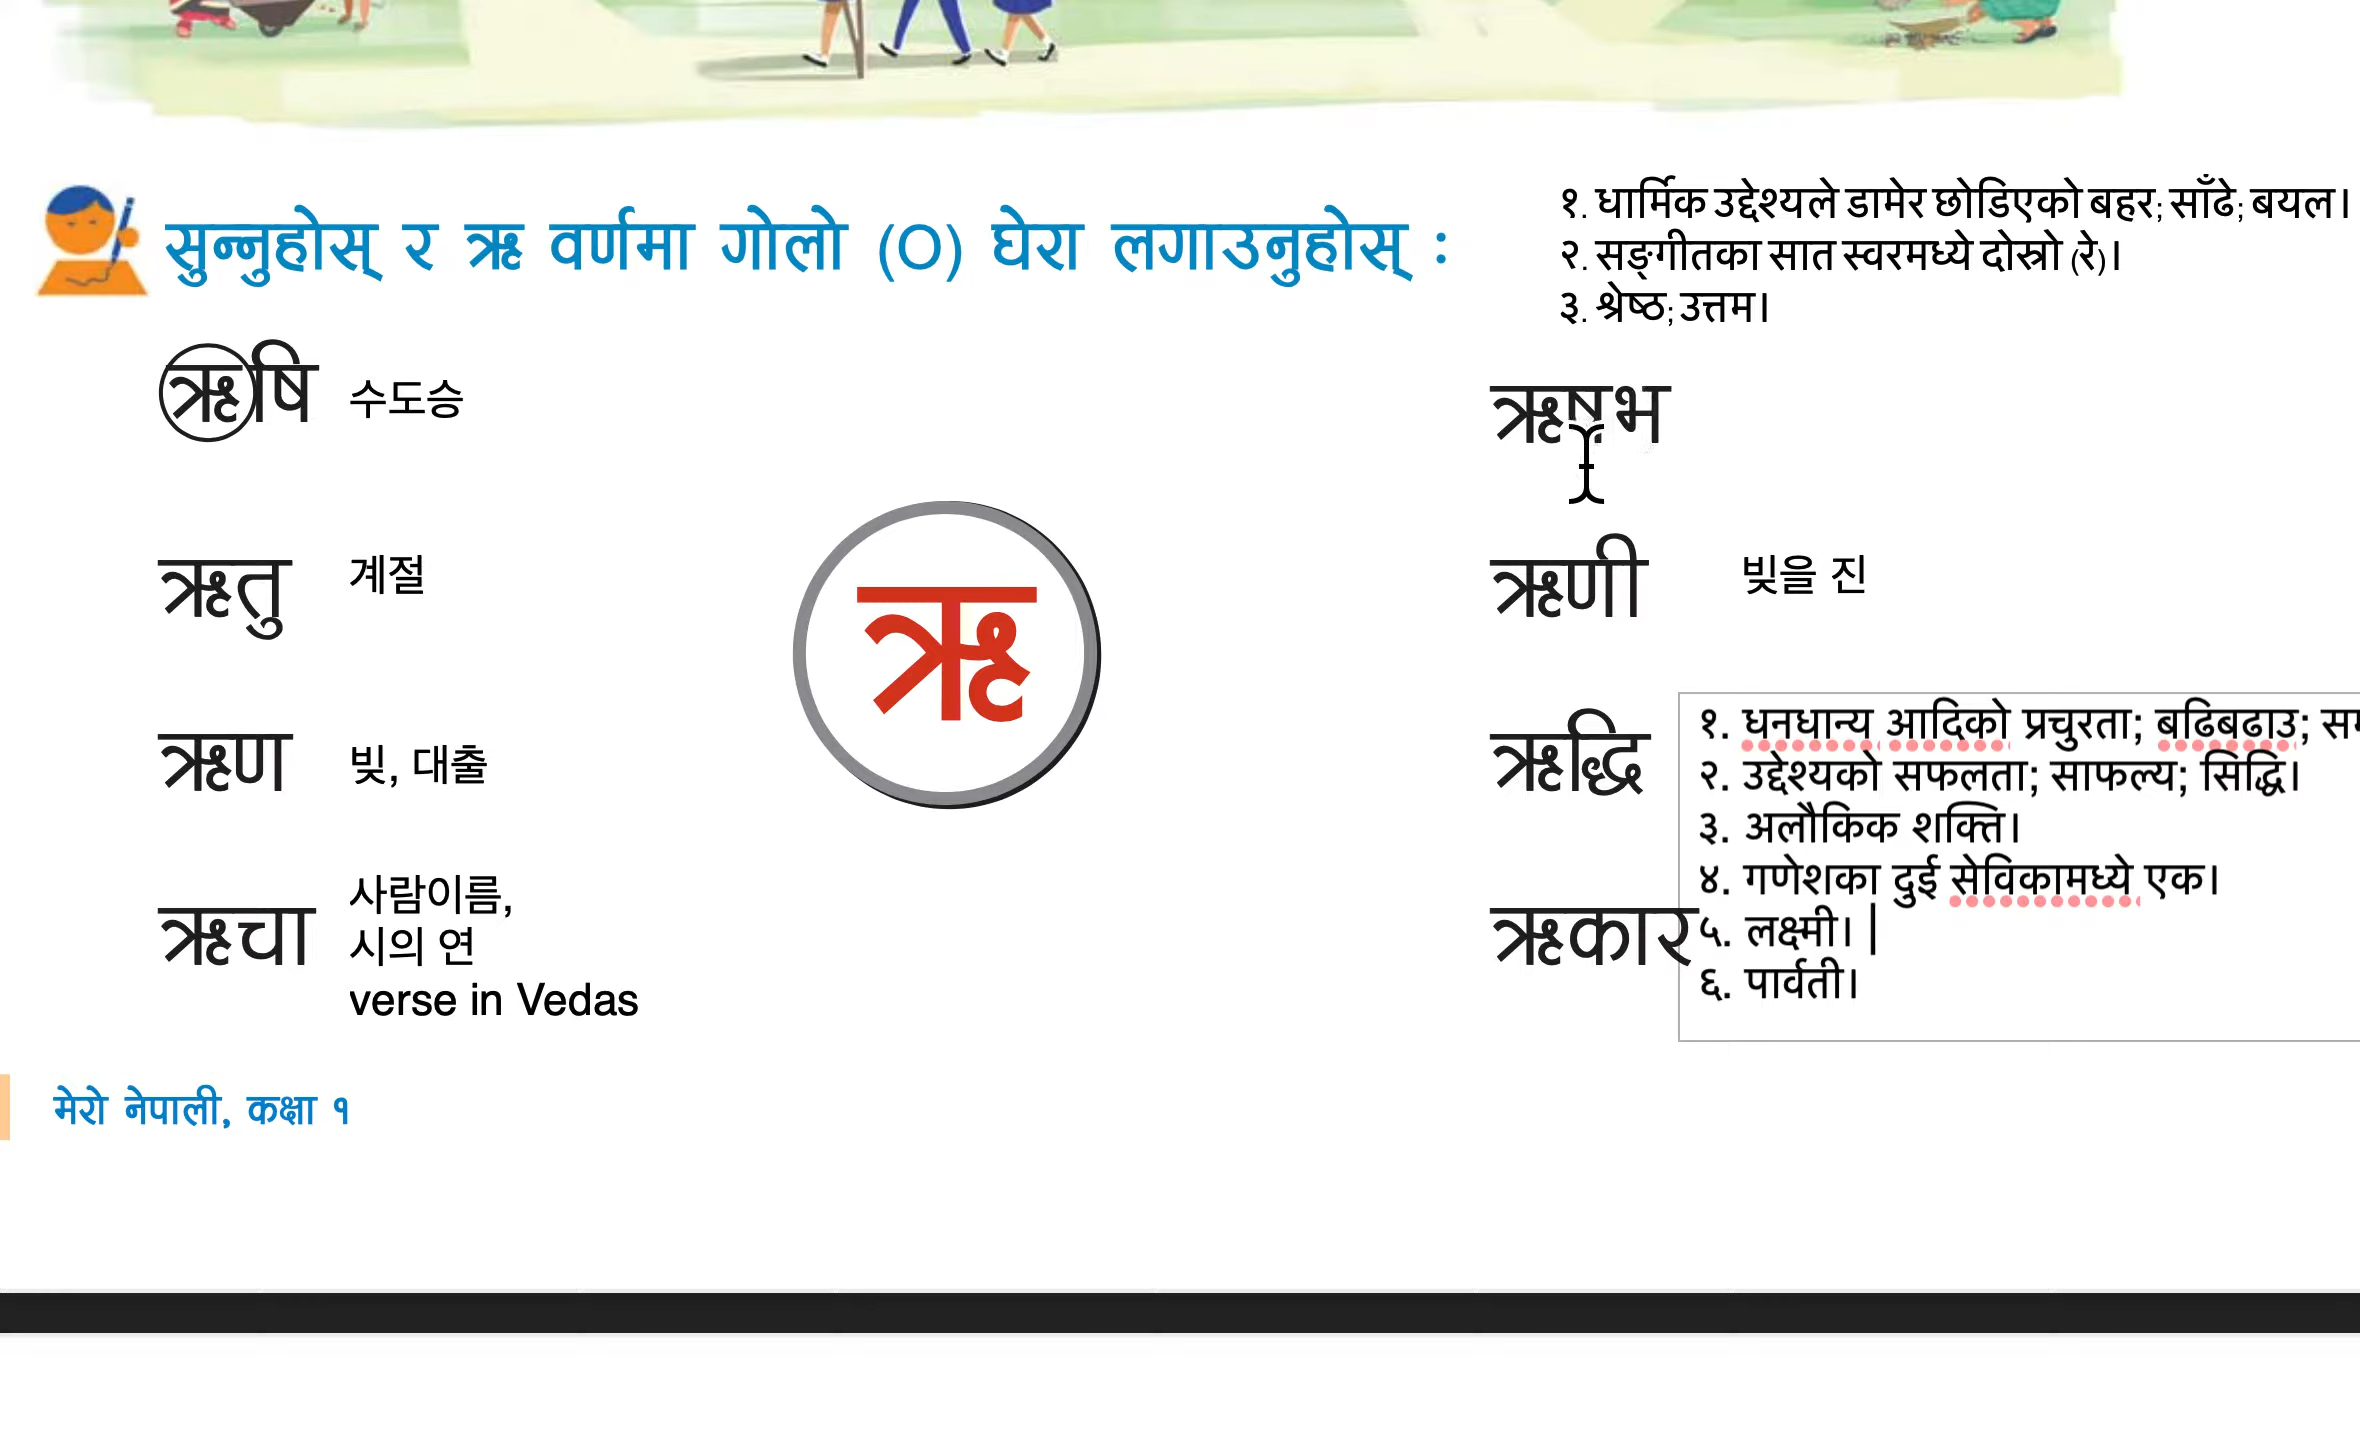 सुन्नुहोस् र ऋ वर्णमा गोलो (O) घेरा लगाउनुहोस् :
१. धार्मिक उद्देश्यले डामेर छोडिएको बहर; साँढे; बयल।
२. सङ्गीतका सात स्वरमध्ये दोस्रो (रे)।
३. श्रेष्ठ; उत्तम।
ऋषि 수도승
ऋषभ
ऋतु 계절
ऋ
ऋणी 빚을 진
ऋण 빚, 대출
ऋद्धि
१. धनधान्य आदिको प्रचुरता; बढिबढाउ;
२. उद्देश्यको सफलता; साफल्य; सिद्धि।
३. अलौकिक शक्ति।
४. गणेशका दुई सेविकामध्ये एक।
५. लक्ष्मी।
६. पार्वती।
ऋचा 사람이름,
시의 연
verse in Vedas
ऋकार
मेरो नेपाली, कक्षा १